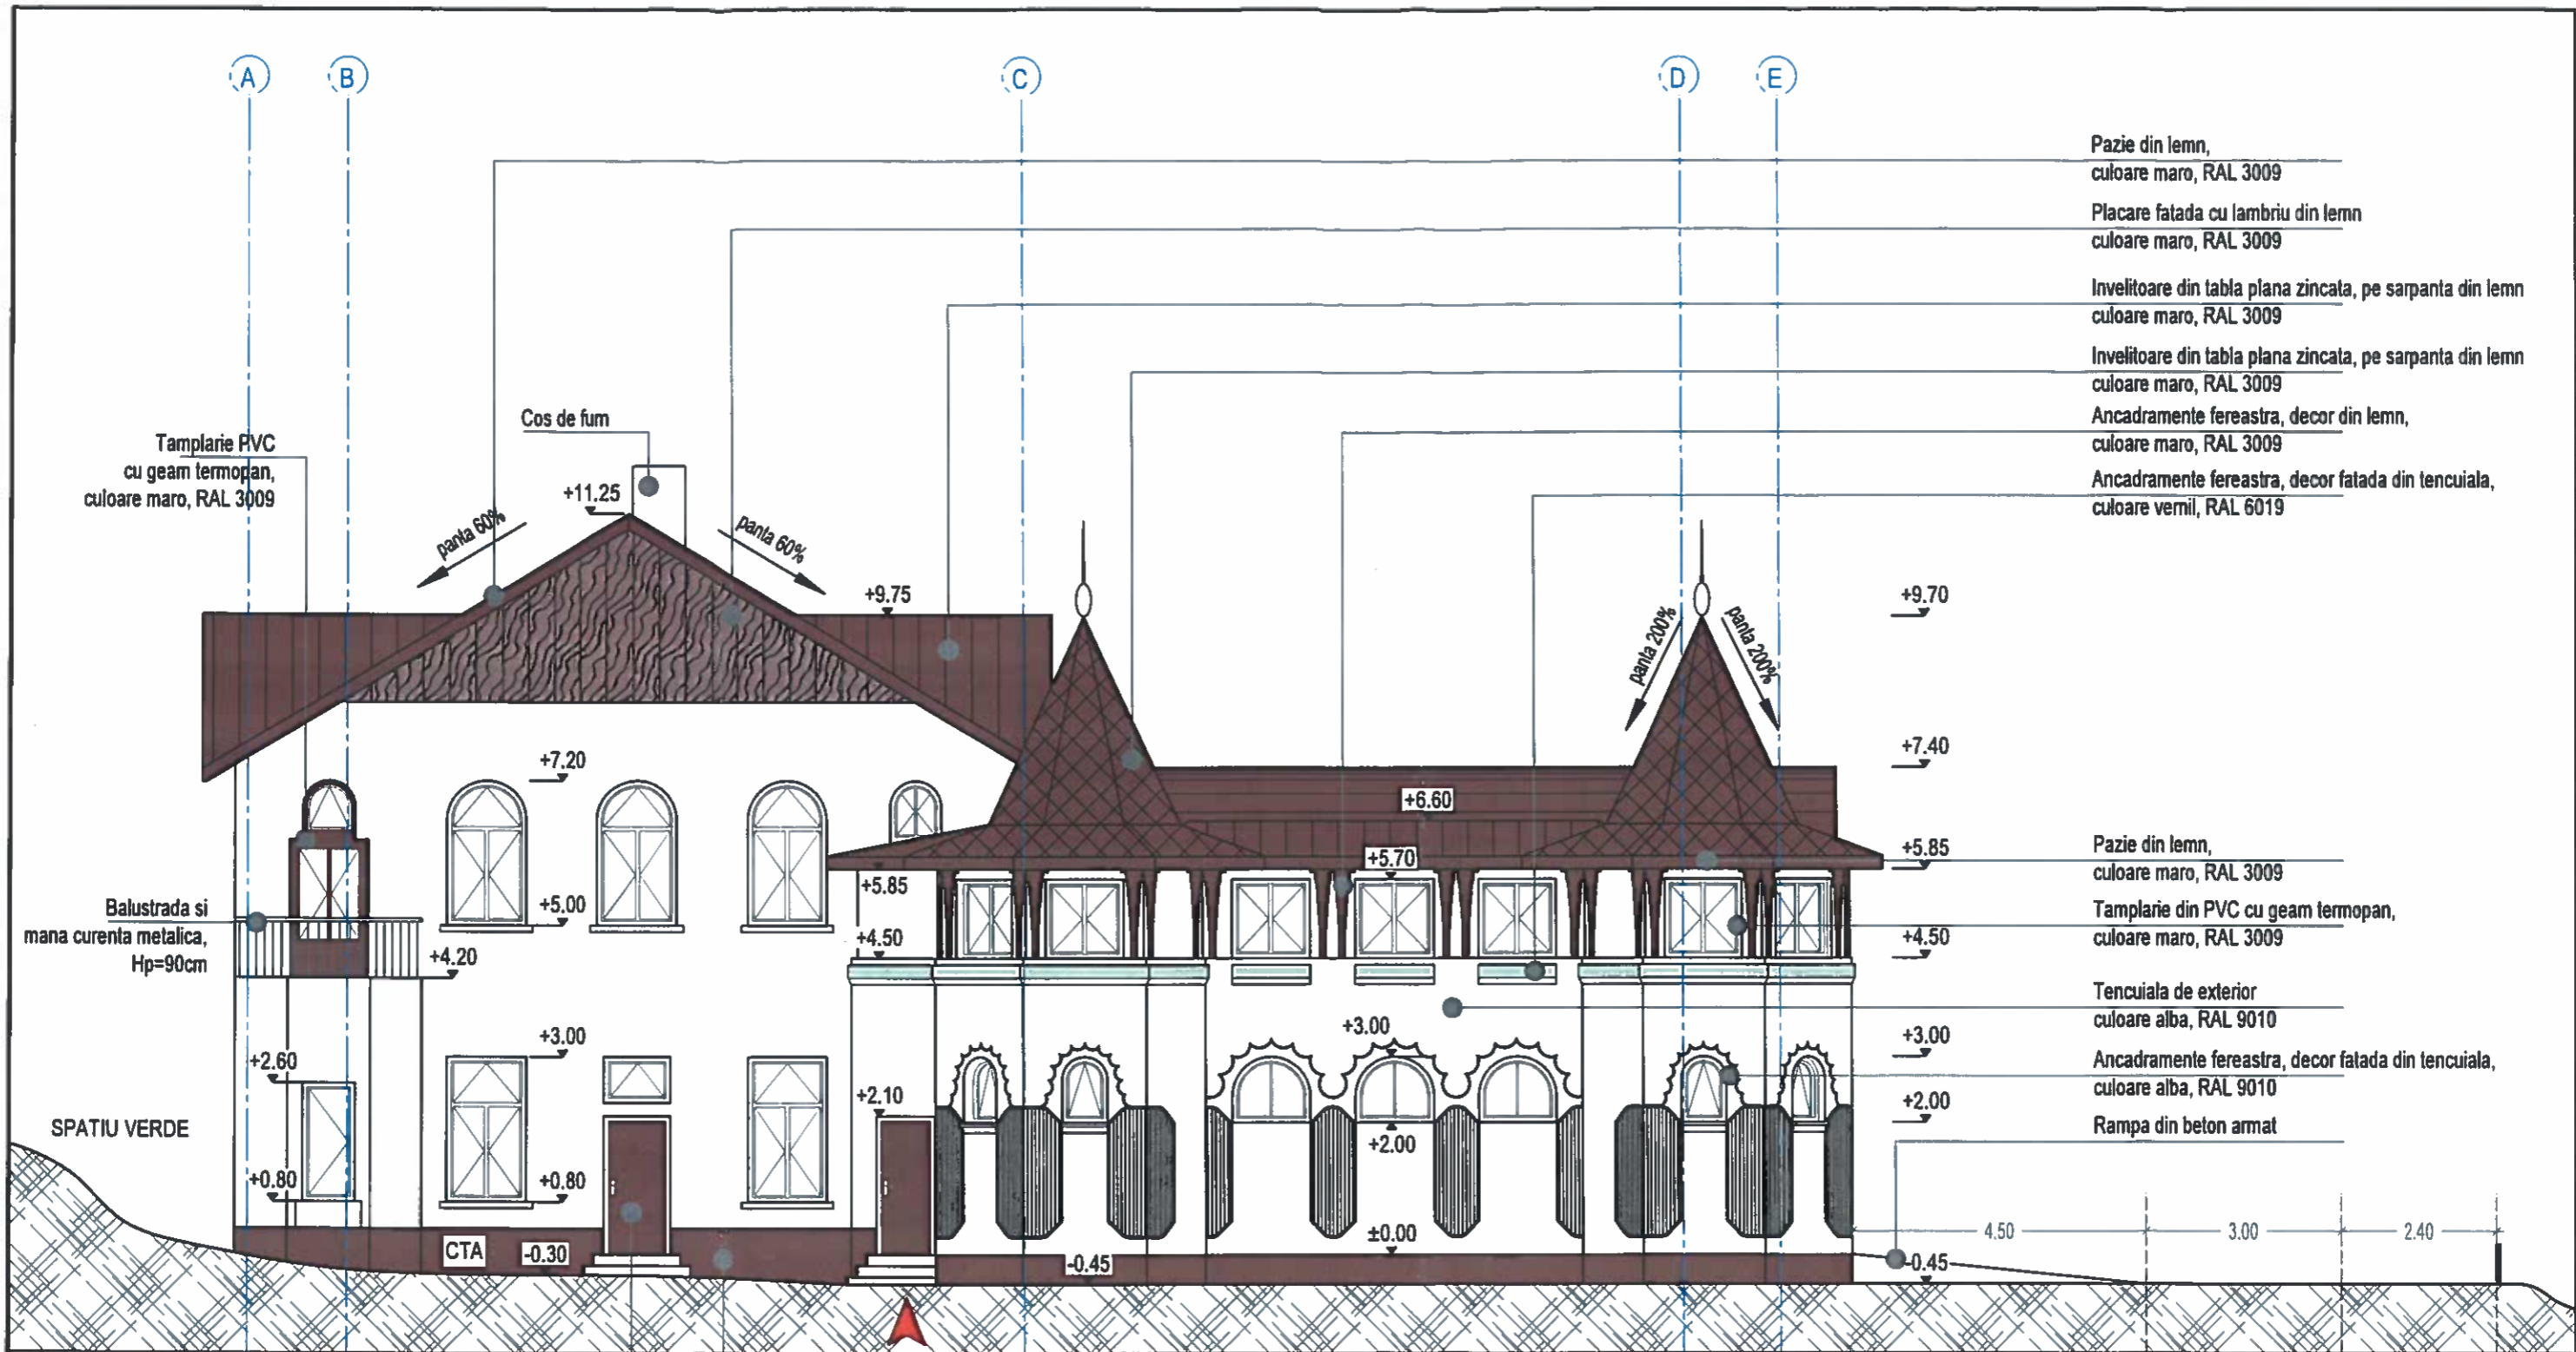 A
B
C
D
E
Pazie din lemn,
culoare maro, RAL 3009
Placare fatada cu lambriu din lemn
culoare maro, RAL 3009
Invelitoare din tabla plana zincata, pe sarpanta din lemn
culoare maro, RAL 3009
Invelitoare din tabla plana zincata, pe sarpanta din lemn
culoare maro, RAL 3009
Ancadramente fereastra, decor din lemn,
culoare maro, RAL 3009
Ancadramente fereastra, decor fatada din tencuiala,
culoare vernil, RAL 6019
Cos de fum
Tamplarie PVC
cu geam termopan,
culoare maro, RAL 3009
+11.25
panta 60%
panta 60%
+9.75
+9.70
panta 200%
panta 200%
+7.20
+7.40
+6.60
+5.70
+5.85
+5.85
Pazie din lemn,
culoare maro, RAL 3009
Balustrada si
mana curenta metalica,
Hp=90cm
+5.00
+4.20
+4.50
+4.50
Tamplarie din PVC cu geam termopan,
culoare maro, RAL 3009
Tencuiala de exterior
culoare alba, RAL 9010
+3.00
+3.00
+3.00
Ancadramente fereastra, decor fatada din tencuiala,
culoare alba, RAL 9010
+2.60
+2.10
+2.00
+2.00
Rampa din beton armat
SPATIU VERDE
+0.80
+0.80
±0.00
4.50
3.00
2.40
CTA
-0.30
-0.45
-0.45